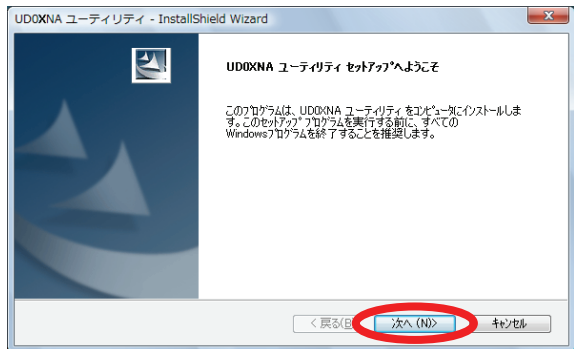 UD0XNA ユーティリティ - InstallShield Wizard
UD0XNA ユーティリティ セットアップへようこそ
このプログラムは、UD0XNA ユーティリティ をコンピュータにインストールしま
す。このセットアップ プログラムを実行する前に、すべての
Windowsプログラムを終了することを推奨します。
< 戻る(B
次へ (N)>
キャンセル